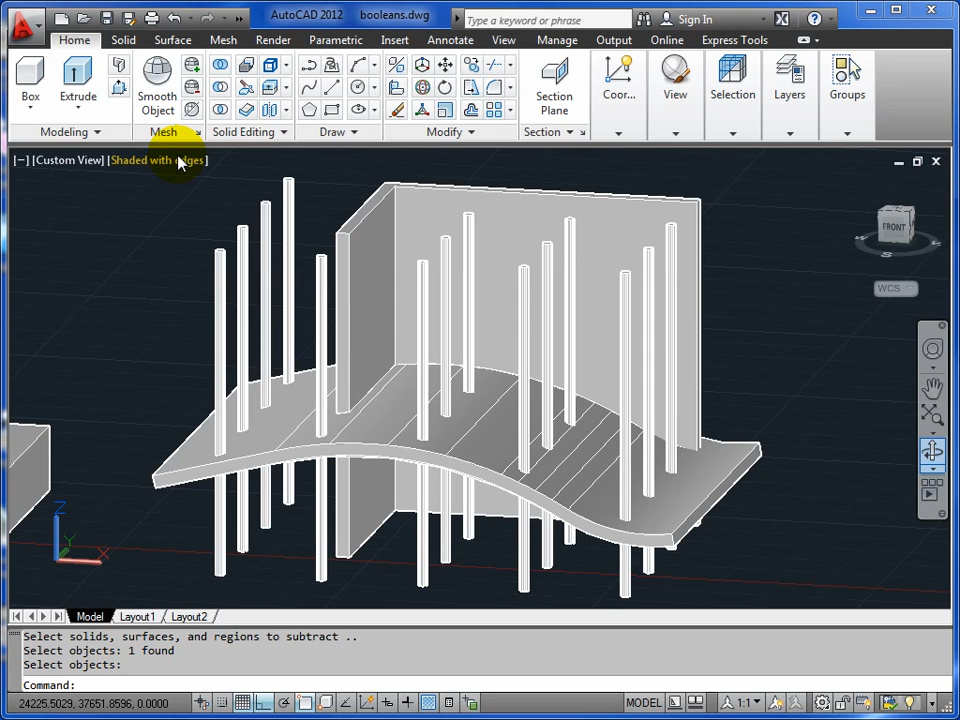 AutoCAD 2012 booleans.dwg
Type a keyword or phrase
Sign In
Home Solid Surface Mesh Render Parametric Insert Annotate View Manage Output Online Express Tools
Box
Extrude
Smooth
Object
Section
Plane
Coor...
View
Selection
Layers
Groups
Modeling
Mesh
Solid Editing
Draw
Modify
Section
[−] [Custom View] [Shaded with edges]
FRONT
W
S
E
WCS
Z
Y
X
Model Layout1 Layout2
Select solids, surfaces, and regions to subtract ..
Select objects: 1 found
Select objects:
Command:
24225.5029, 37651.8596, 0.0000
MODEL
1:1